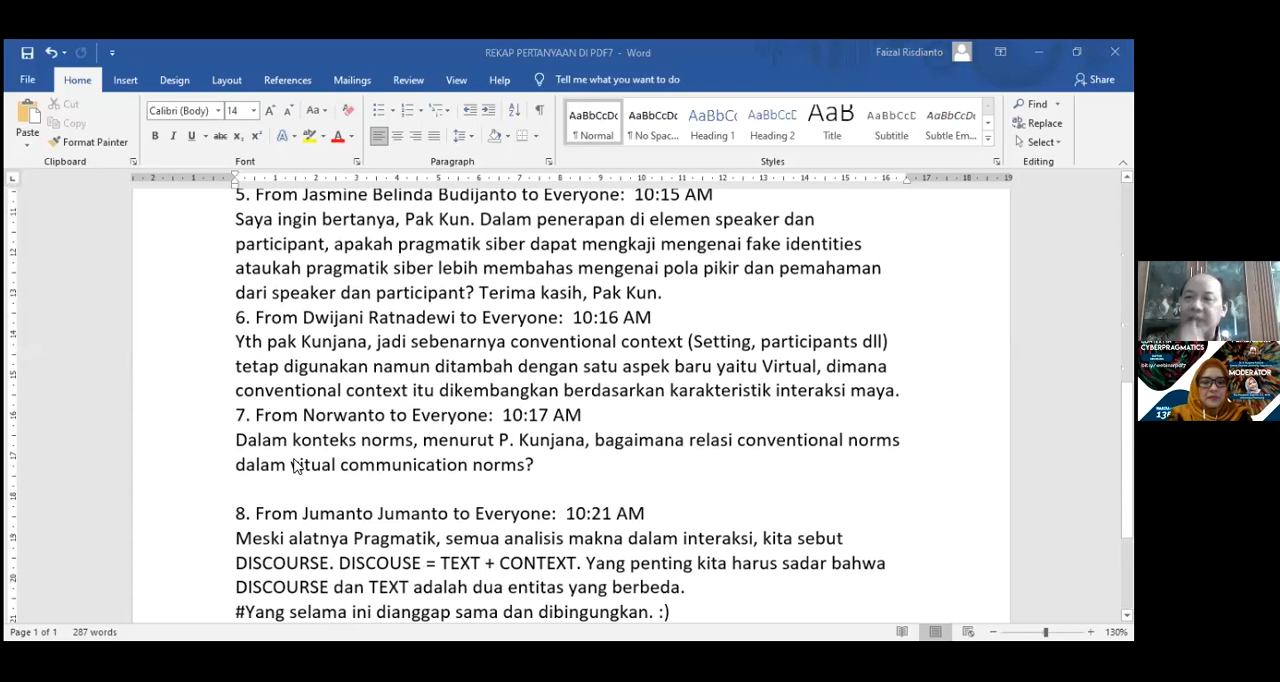 REKAP PERTANYAAN DI PDF7 - Word
Faizal Risdianto
File Home Insert Design Layout References Mailings Review View Help Tell me what you want to do Share
Paste
Cut
Copy
Format Painter
Calibri (Body) 14
AaBbCcDc AaBbCcDc AaBbCc AaBbCcD AaB AaBbCcD AaBbCcDc
¶ Normal ¶ No Spac... Heading 1 Heading 2 Title Subtitle Subtle Em...
Find
Replace
Select
Clipboard Font Paragraph Styles Editing
5. From Jasmine Belinda Budijanto to Everyone: 10:15 AM
Saya ingin bertanya, Pak Kun. Dalam penerapan di elemen speaker dan
participant, apakah pragmatik siber dapat mengkaji mengenai fake identities
ataukah pragmatik siber lebih membahas mengenai pola pikir dan pemahaman
dari speaker dan participant? Terima kasih, Pak Kun.
6. From Dwijani Ratnadewi to Everyone: 10:16 AM
Yth pak Kunjana, jadi sebenarnya conventional context (Setting, participants dll)
tetap digunakan namun ditambah dengan satu aspek baru yaitu Virtual, dimana
conventional context itu dikembangkan berdasarkan karakteristik interaksi maya.
7. From Norwanto to Everyone: 10:17 AM
Dalam konteks norms, menurut P. Kunjana, bagaimana relasi conventional norms
dalam vitual communication norms?
8. From Jumanto Jumanto to Everyone: 10:21 AM
Meski alatnya Pragmatik, semua analisis makna dalam interaksi, kita sebut
DISCOURSE. DISCOUSE = TEXT + CONTEXT. Yang penting kita harus sadar bahwa
DISCOURSE dan TEXT adalah dua entitas yang berbeda.
#Yang selama ini dianggap sama dan dibingungkan. :)
Page 1 of 1 287 words 130%
CYBERPRAGMATICS
MODERATOR